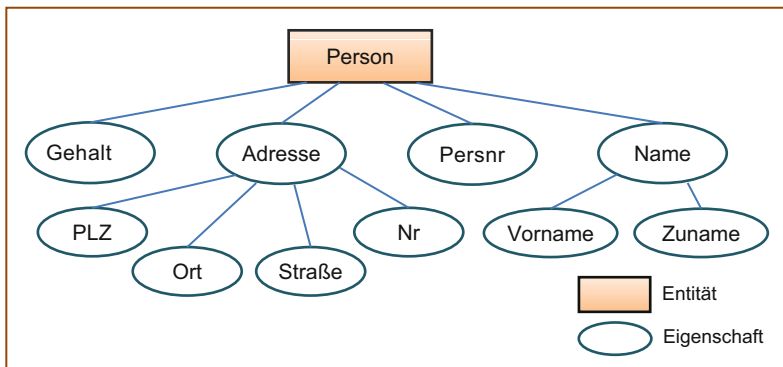 Person
Gehalt
Adresse
Persnr
Name
PLZ
Ort
Straße
Nr
Vorname
Zuname
Entität
Eigenschaft